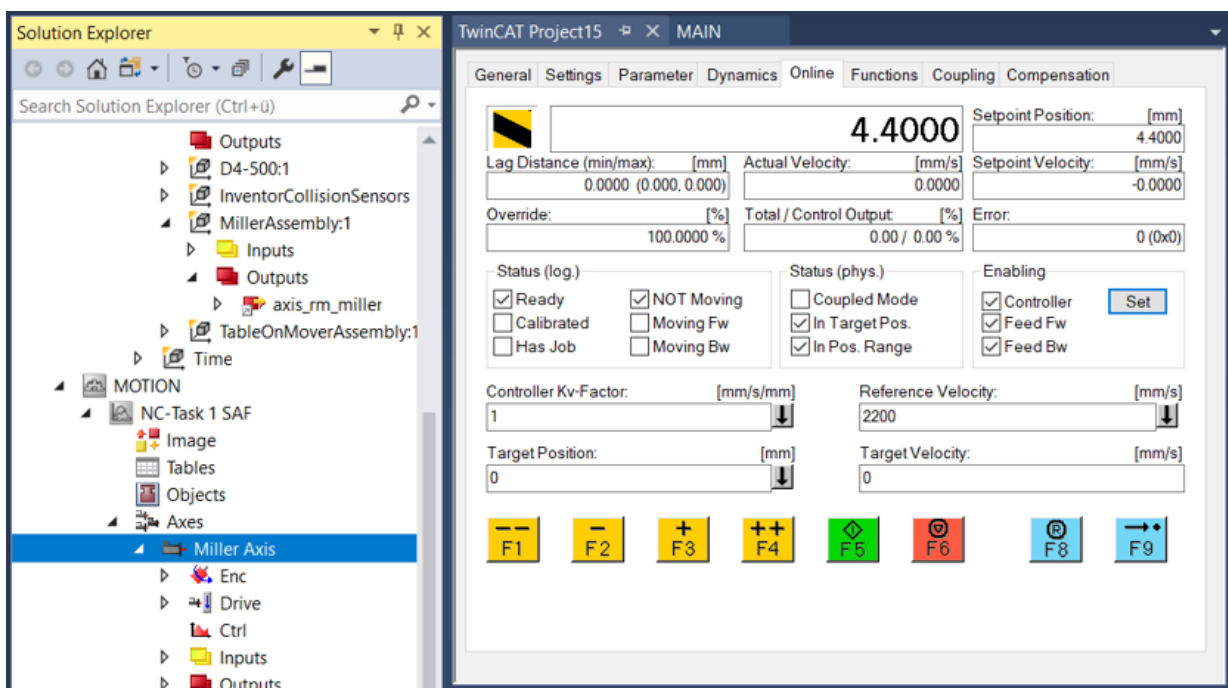 Solution Explorer
Search Solution Explorer (Ctrl+ü)
Outputs
D4-500:1
InventorCollisionSensors
MillerAssembly:1
Inputs
Outputs
axis_rm_miller
TableOnMoverAssembly:1
Time
MOTION
NC-Task 1 SAF
Image
Tables
Objects
Axes
Miller Axis
Enc
Drive
Ctrl
Inputs
Outputs
TwinCAT Project15 MAIN
General Settings Parameter Dynamics Online Functions Coupling Compensation
4.4000
Setpoint Position: [mm]
4.4000
Lag Distance (min/max): [mm] Actual Velocity: [mm/s] Setpoint Velocity: [mm/s]
0.0000 (0.000, 0.000) 0.0000 -0.0000
Override: [%] Total / Control Output: [%] Error:
100.0000 % 0.00 / 0.00 % 0 (0x0)
Status (log.) Status (phys.) Enabling
Ready NOT Moving Coupled Mode Controller Set
Calibrated Moving Fw In Target Pos. Feed Fw
Has Job Moving Bw In Pos. Range Feed Bw
Controller Kv-Factor: [mm/s/mm] Reference Velocity: [mm/s]
1 2200
Target Position: [mm] Target Velocity: [mm/s]
0 0
-- - + ++ R
F1 F2 F3 F4 F5 F6 F8 F9